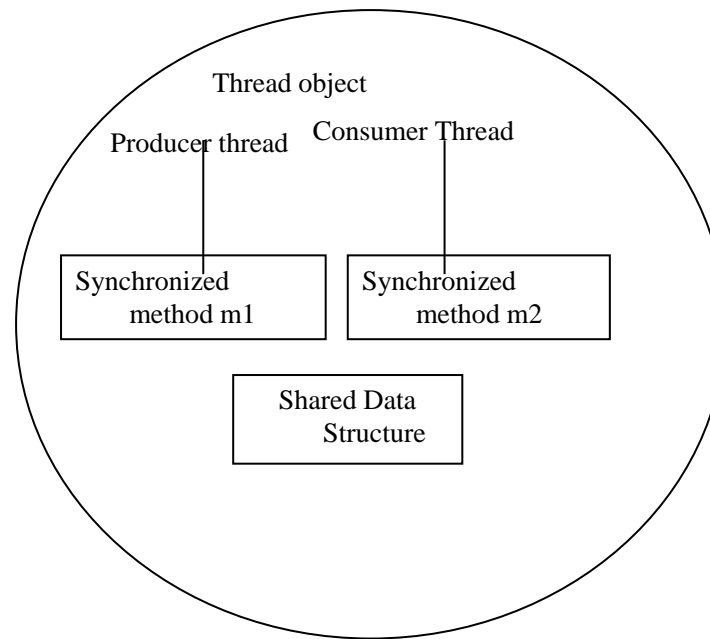 Thread object
Producer thread
Consumer Thread
Synchronized
method m1
Synchronized
method m2
Shared Data
Structure